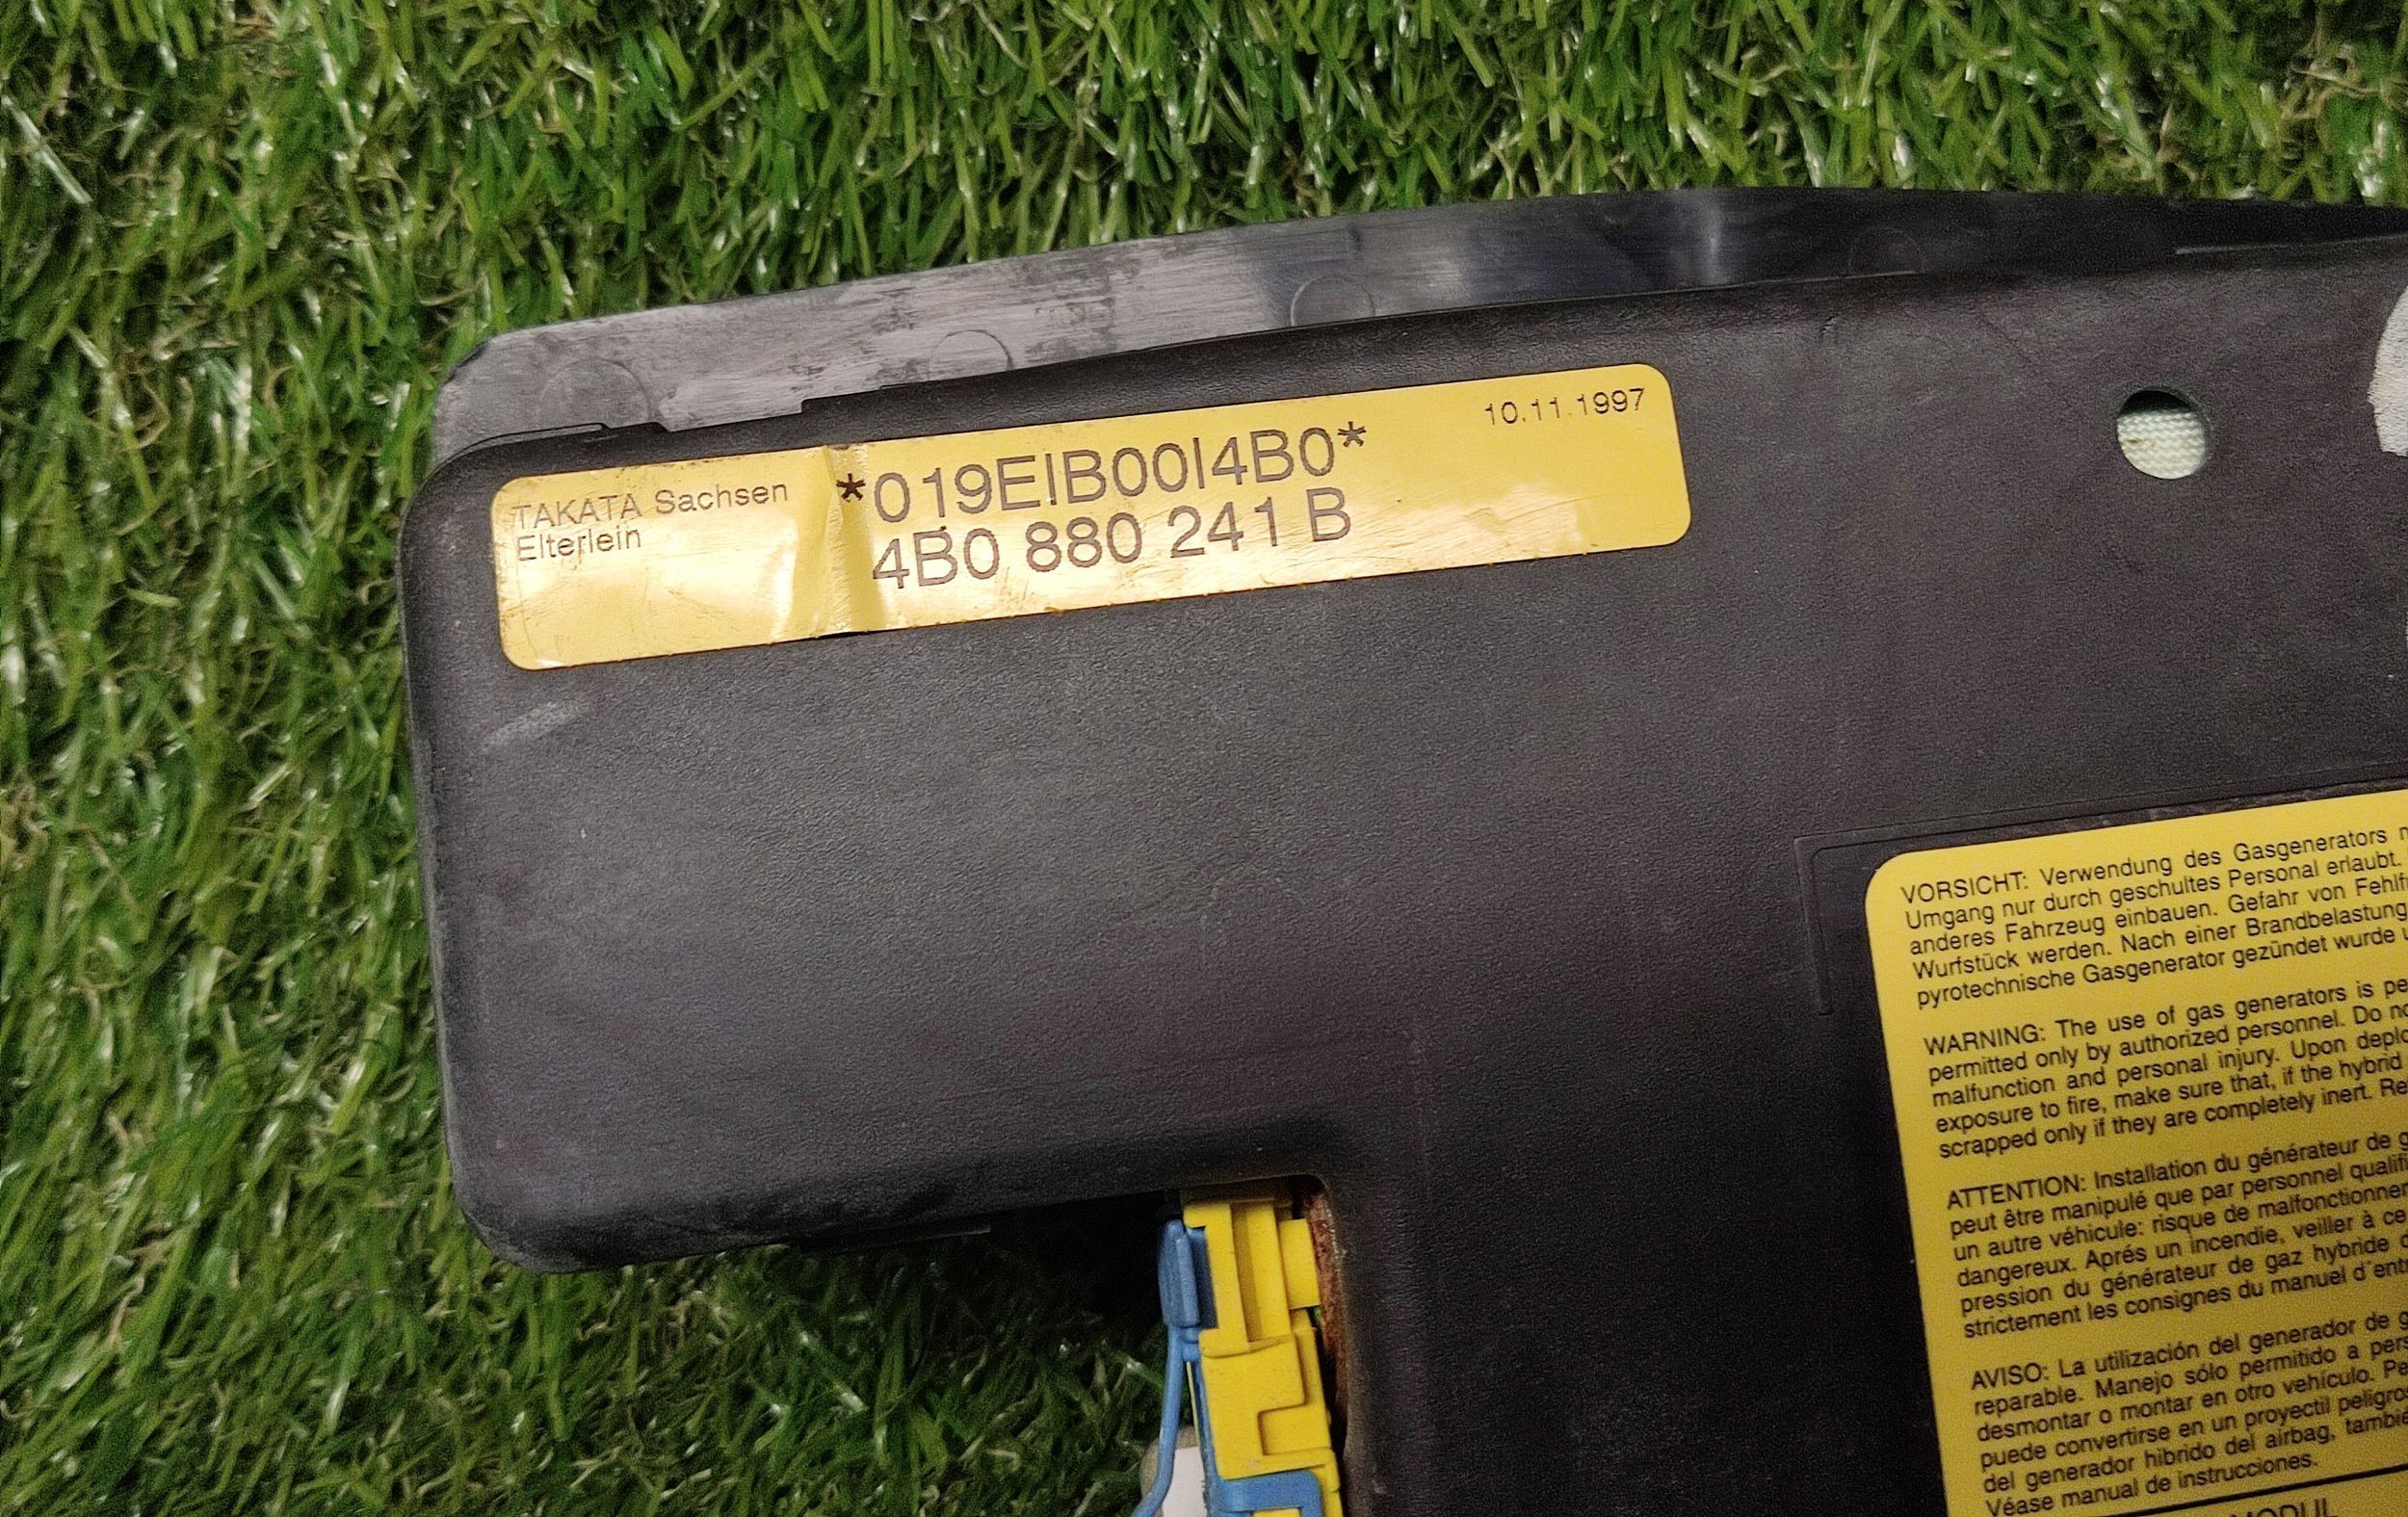 TAKATA Sachsen
Elterlein
*019EIB00I4B0*
4B0 880 241 B
10.11.1997
VORSICHT: Verwendung des Gasgenerators
Umgang nur durch geschultes Personal erlaubt.
anderes Fahrzeug einbauen. Gefahr von
Wurfstück werden. Nach einer Brandbelastung
pyrotechnische Gasgenerator gezündet wurde
WARNING: The use of gas generators is
permitted only by authorized personnel. Do
malfunction and personal injury. Upon
exposure to fire, make sure that, if the hybrid
scrapped only if they are completely inert.
ATTENTION: Installation du générateur de
peut être manipulé que par personnel
un autre véhicule: risque de
dangereux. Aprés un incendie, veiller à ce
pression du générateur de gaz hybride
strictement les consignes du manuel
AVISO: La utilización del generador de
reparable. Manejo sólo permitido a
desmontar o montar en otro vehículo.
puede convertirse en un proyectil
del generador hibrido del airbag,
Véase manual de instrucciones.
MODUL